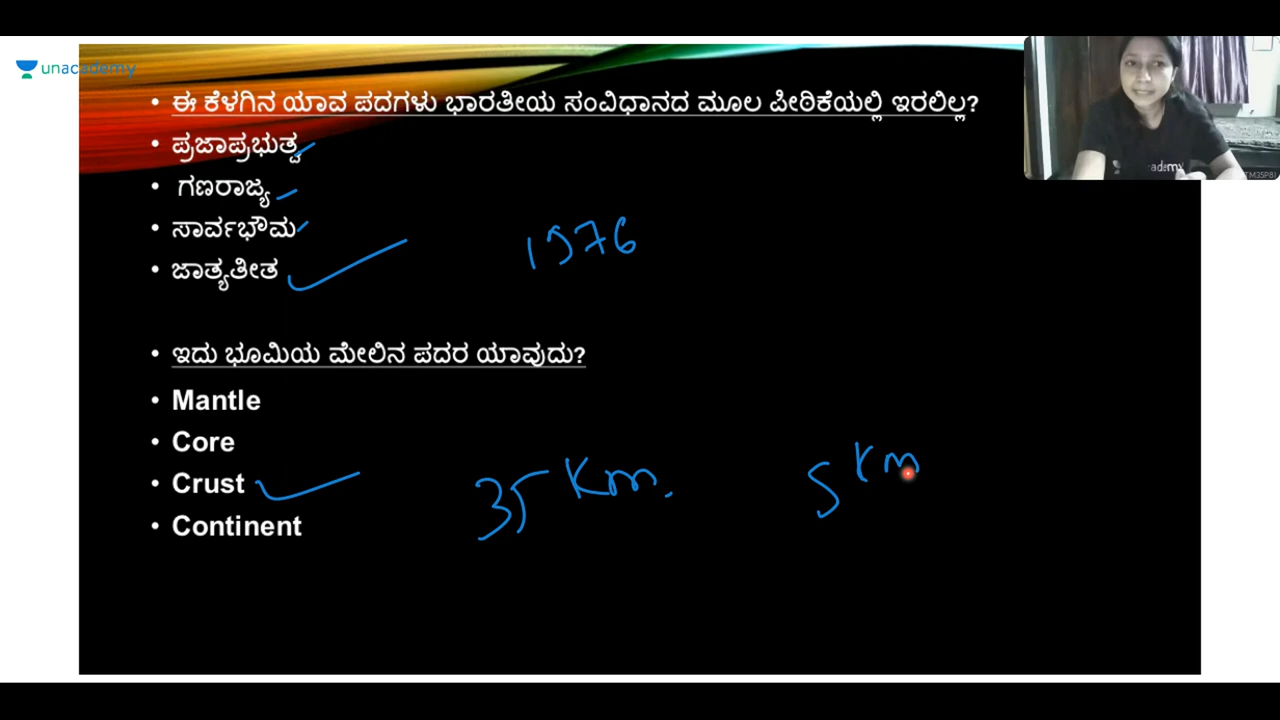 unacademy
• ಈ ಕೆಳಗಿನ ಯಾವ ಪದಗಳು ಭಾರತೀಯ ಸಂವಿಧಾನದ ಮೂಲ ಪೀಠಿಕೆಯಲ್ಲಿ ಇರಲಿಲ್ಲ?
• ಪ್ರಜಾಪ್ರಭುತ್ವ
• ಗಣರಾಜ್ಯ
• ಸಾರ್ವಭೌಮ
• ಜಾತ್ಯತೀತ
1976
• ಇದು ಭೂಮಿಯ ಮೇಲಿನ ಪದರ ಯಾವುದು?
• Mantle
• Core
• Crust
• Continent
35 Km.
5 Km